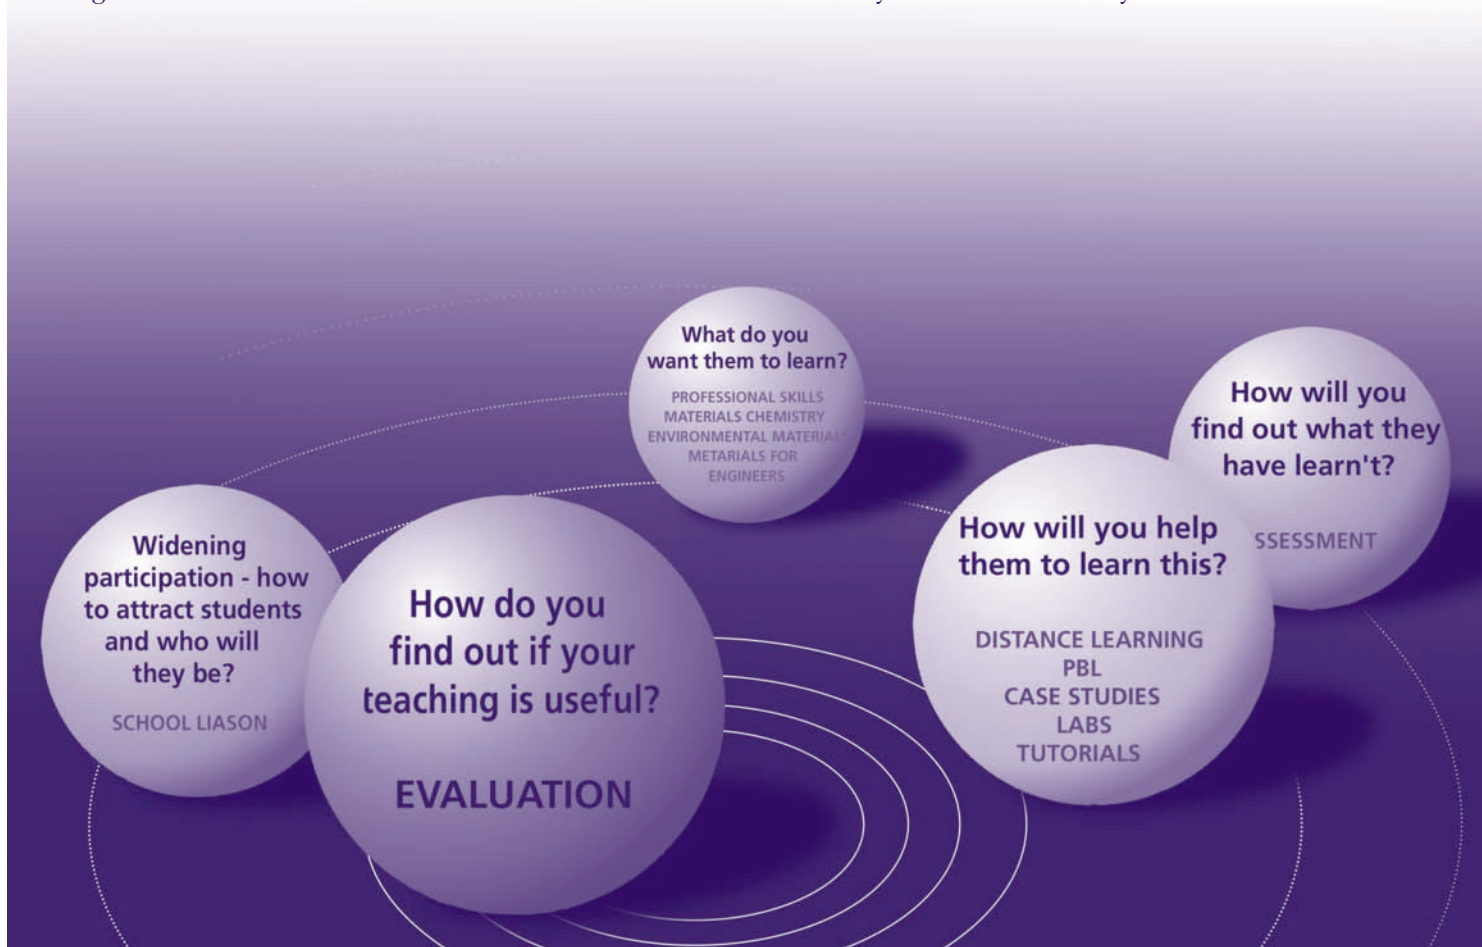 What do you
want them to learn?
PROFESSIONAL SKILLS
MATERIALS CHEMISTRY
ENVIRONMENTAL MATERIALS
METARIALS FOR
ENGINEERS
How will you
find out what they
have learn't?
SSESSMENT
How will you help
them to learn this?
DISTANCE LEARNING
PBL
CASE STUDIES
LABS
TUTORIALS
Widening
participation - how
to attract students
and who will
they be?
SCHOOL LIASON
How do you
find out if your
teaching is useful?
EVALUATION